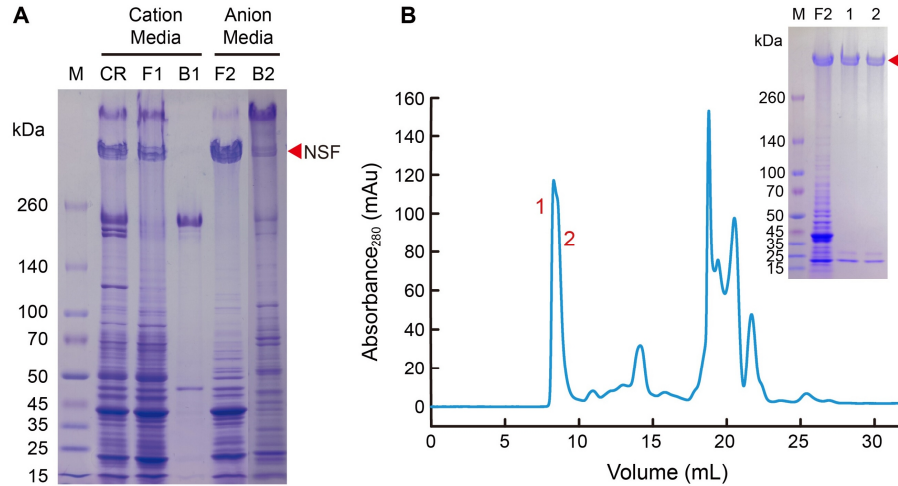 A
Cation Media
Anion Media
M CR F1 B1 F2 B2
kDa
NSF
260
140
100
70
50
45
35
25
15
B
M F2 1 2
kDa
260
140
100
70
50
45
35
25
15
160
140
120
100
80
60
40
20
0
Absorbance280 (mAu)
1
2
0 5 10 15 20 25 30
Volume (mL)